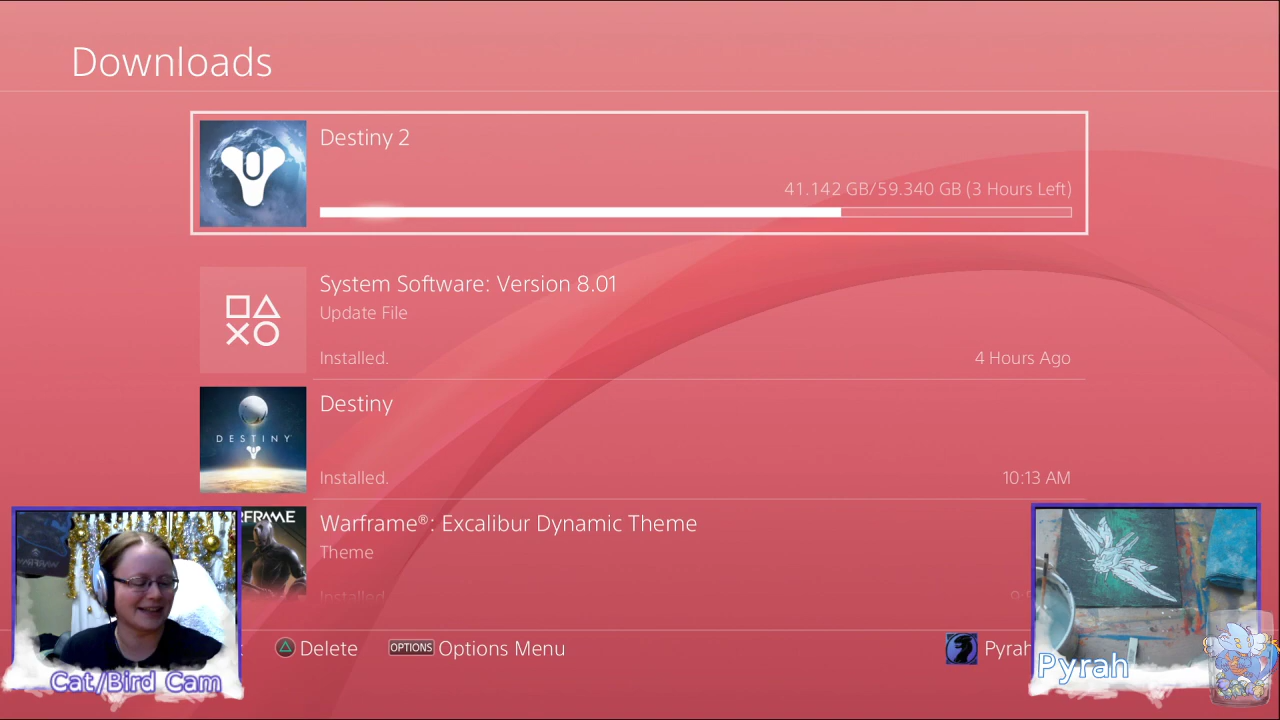 Downloads
Destiny 2
41.142 GB/59.340 GB (3 Hours Left)
System Software: Version 8.01
Update File
Installed.
4 Hours Ago
DESTINY
Destiny
Installed.
10:13 AM
RFRAME
Warframe®: Excalibur Dynamic Theme
Theme
Installed
Delete
OPTIONS
Options Menu
Pyrah
Cat/Bird Cam
Pyrah